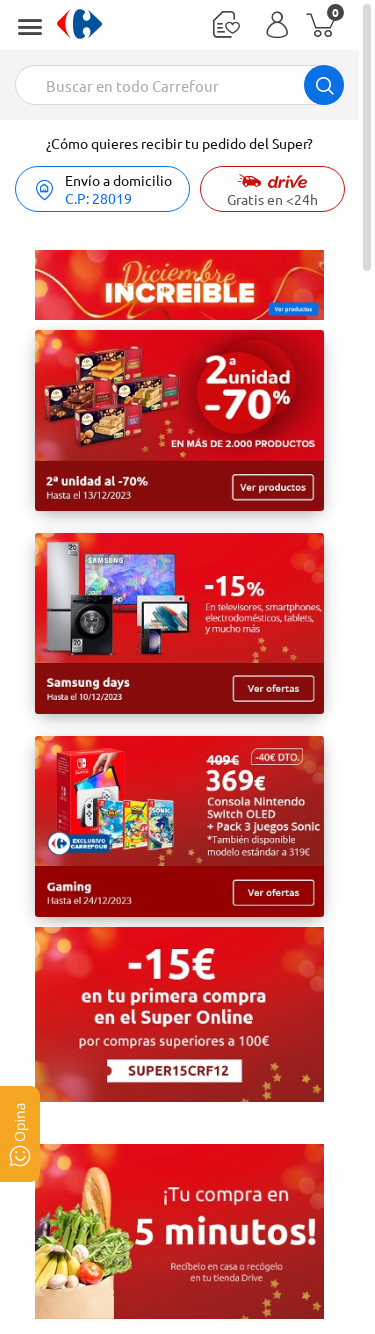 0
Buscar en todo Carrefour
¿Cómo quieres recibir tu pedido del Super?
Envío a domicilio
C.P: 28019
drive
Gratis en <24h
Diciembre
INCREIBLE
Ver productos
2ª unidad
-70%
EN MÁS DE 2.000 PRODUCTOS
2ª unidad al -70%
Hasta el 13/12/2023
Ver productos
SAMSUNG
-15%
En televisores, smartphones,
electrodomésticos, tablets,
y mucho más
Samsung days
Hasta el 10/12/2023
Ver ofertas
409€
-40€ DTO.
369€
Consola Nintendo
Switch OLED
+ Pack 3 juegos Sonic
*También disponible
modelo estándar a 319€
EXCLUSIVO
CARREFOUR
Gaming
Hasta el 24/12/2023
Ver ofertas
-15€
en tu primera compra
en el Super Online
por compras superiores a 100€
SUPER15CRF12
Opina
¡Tu compra en
5 minutos!
Recíbelo en casa o recógelo
en tu tienda Drive